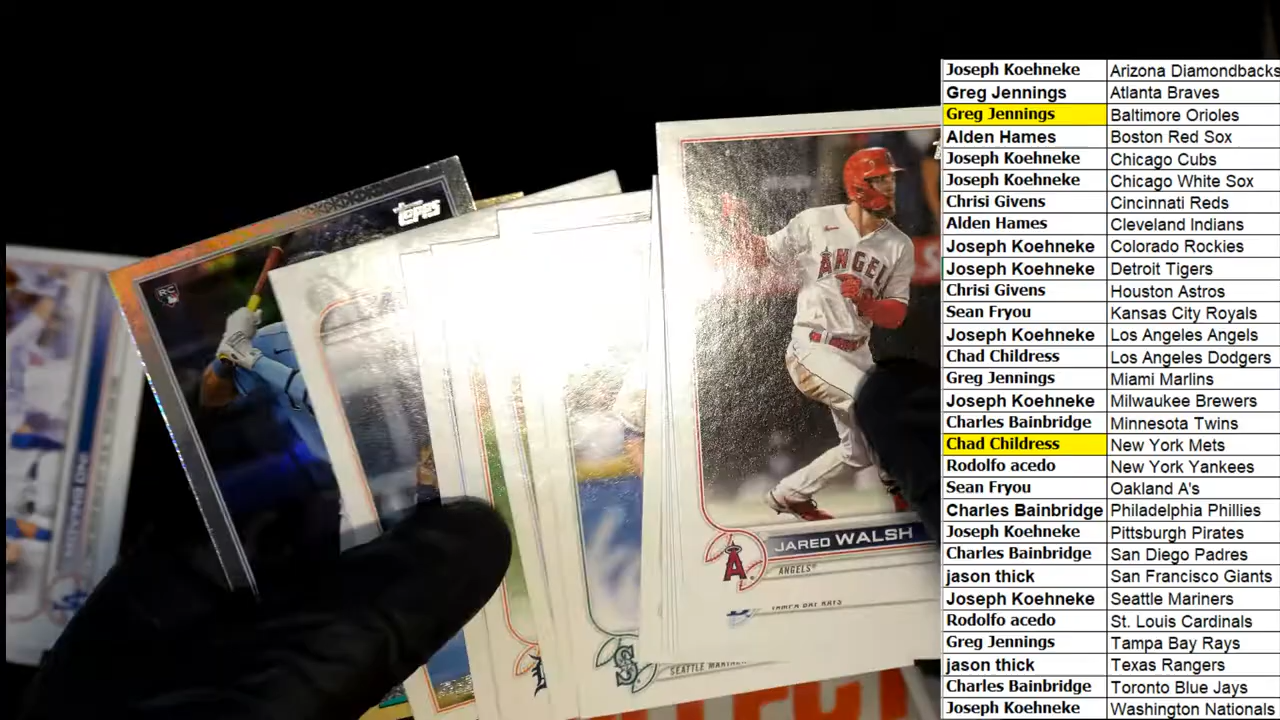 Joseph Koehneke Arizona Diamondbacks
Greg Jennings Atlanta Braves
Greg Jennings Baltimore Orioles
Alden Hames Boston Red Sox
Joseph Koehneke Chicago Cubs
Joseph Koehneke Chicago White Sox
Chrisi Givens Cincinnati Reds
Alden Hames Cleveland Indians
Joseph Koehneke Colorado Rockies
Joseph Koehneke Detroit Tigers
Chrisi Givens Houston Astros
Sean Fryou Kansas City Royals
Joseph Koehneke Los Angeles Angels
Chad Childress Los Angeles Dodgers
Greg Jennings Miami Marlins
Joseph Koehneke Milwaukee Brewers
Charles Bainbridge Minnesota Twins
Chad Childress New York Mets
Rodolfo acedo New York Yankees
Sean Fryou Oakland A's
Charles Bainbridge Philadelphia Phillies
Joseph Koehneke Pittsburgh Pirates
Charles Bainbridge San Diego Padres
jason thick San Francisco Giants
Joseph Koehneke Seattle Mariners
Rodolfo acedo St. Louis Cardinals
Greg Jennings Tampa Bay Rays
jason thick Texas Rangers
Charles Bainbridge Toronto Blue Jays
Joseph Koehneke Washington Nationals
TOPPS
RC
ANGEL
JARED WALSH
A
ANGELS
TAMPA BAY RAYS
SEATTLE